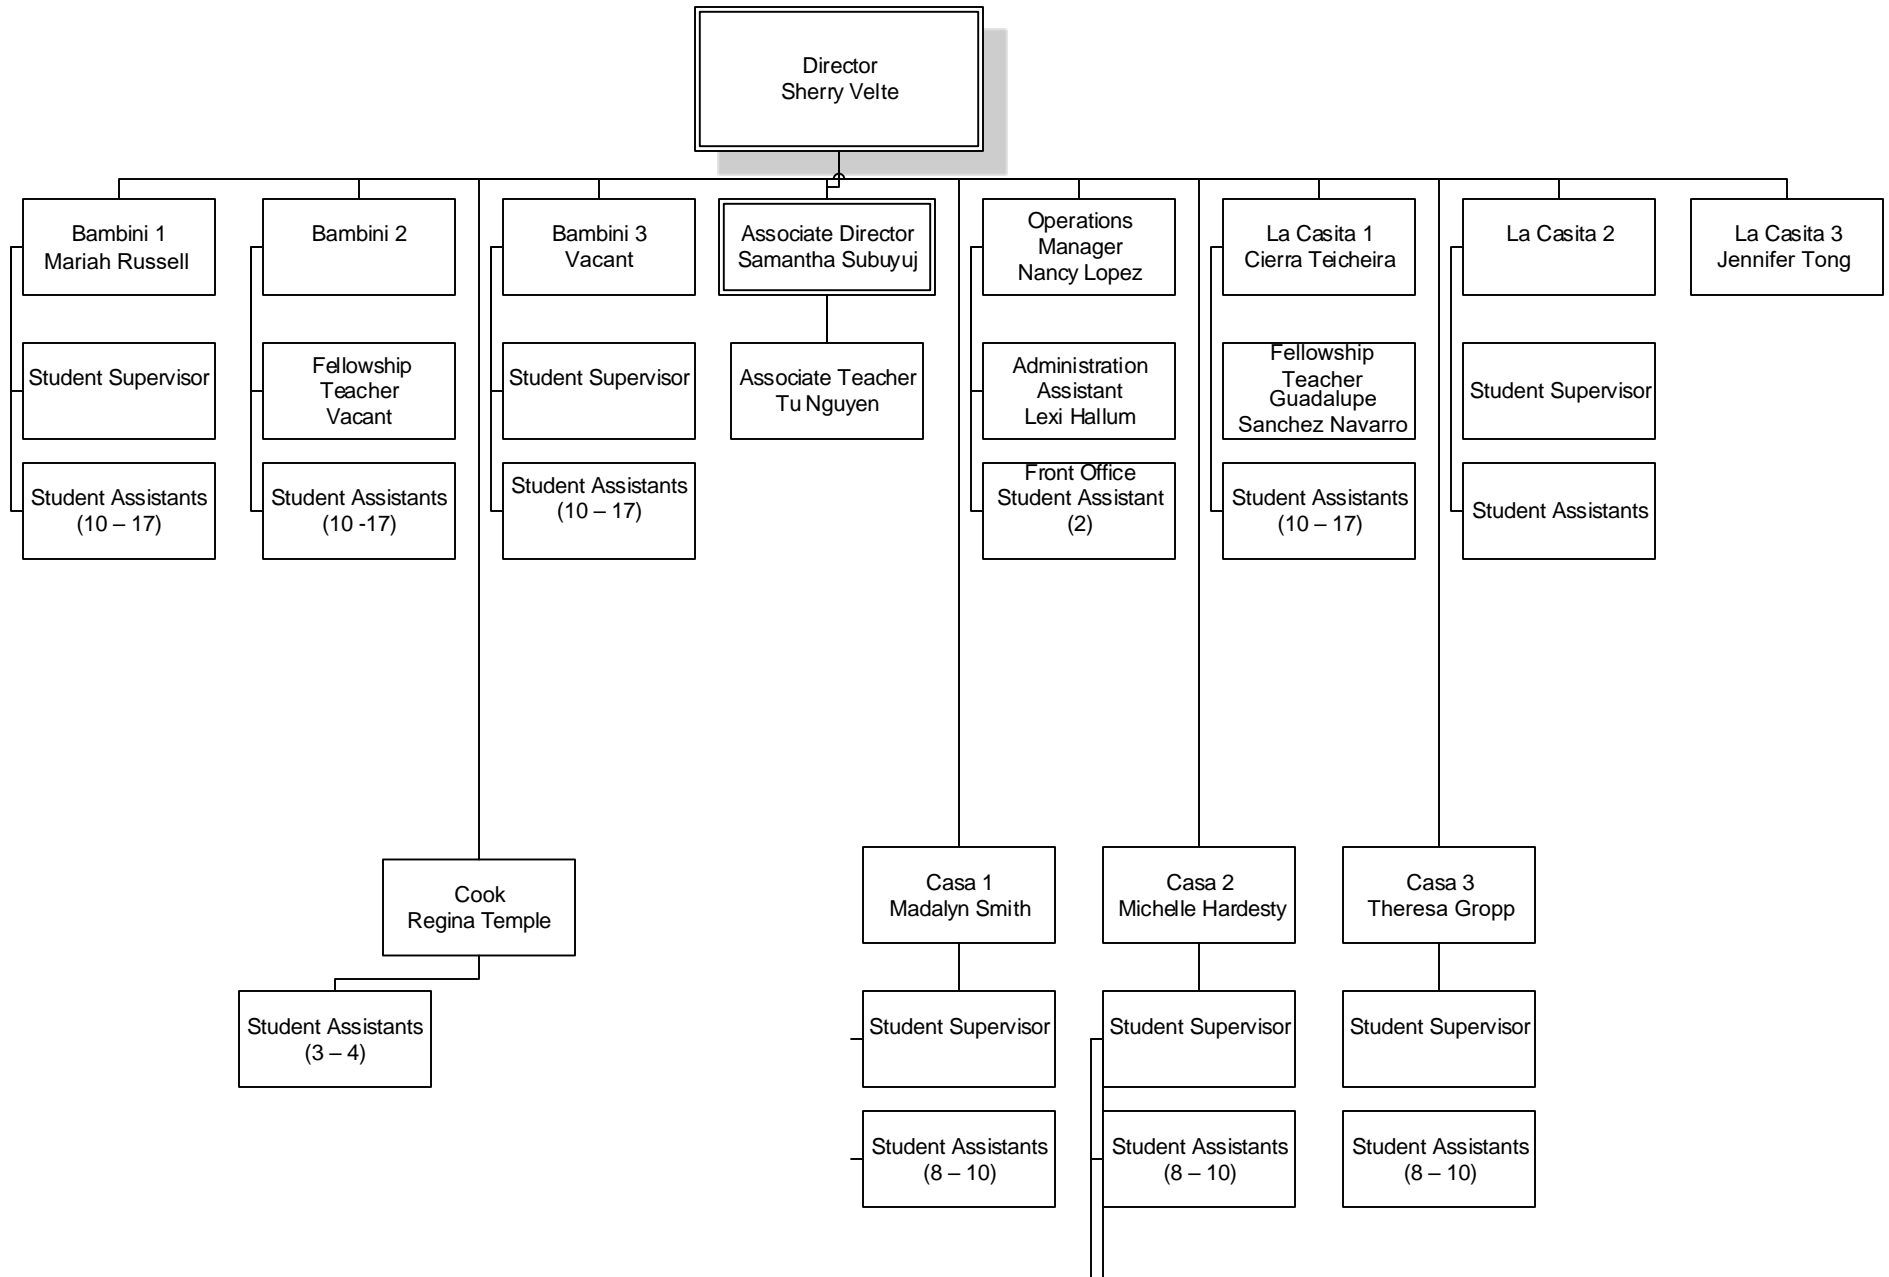 Director
Sherry Velte
Bambini 1
Mariah Russell
Bambini 2
Bambini 3
Vacant
Associate Director
Samantha Subuyuj
Operations
Manager
Nancy Lopez
La Casita 1
Cierra Teicheira
La Casita 2
La Casita 3
Jennifer Tong
Student Supervisor
Fellowship
Teacher
Vacant
Student Supervisor
Associate Teacher
Tu Nguyen
Administration
Assistant
Lexi Hallum
Fellowship
Teacher
Guadalupe
Sanchez Navarro
Student Supervisor
Student Assistants
(10 – 17)
Student Assistants
(10 -17)
Student Assistants
(10 – 17)
Front Office
Student Assistant
(2)
Student Assistants
(10 – 17)
Student Assistants
Cook
Regina Temple
Casa 1
Madalyn Smith
Casa 2
Michelle Hardesty
Casa 3
Theresa Gropp
Student Assistants
(3 – 4)
Student Supervisor
Student Supervisor
Student Supervisor
Student Assistants
(8 – 10)
Student Assistants
(8 – 10)
Student Assistants
(8 – 10)